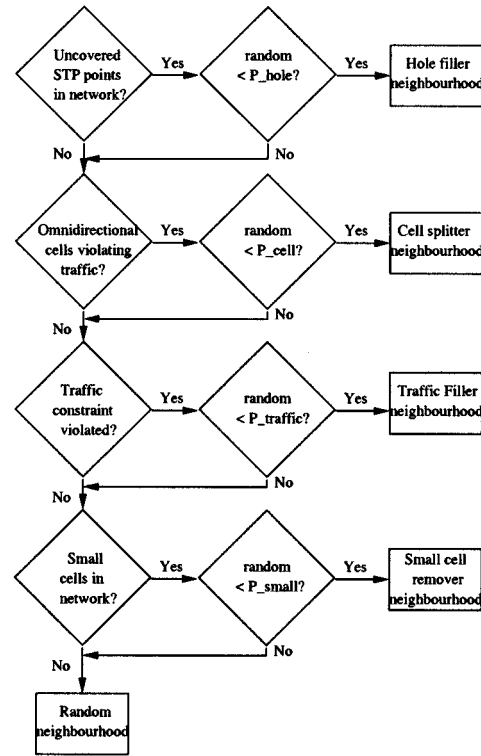 Uncovered
STP points
in network?
Yes
random
< P_hole?
Yes
Hole filler
neighbourhood
No
No
Omnidirectional
cells violating
traffic?
Yes
random
< P_cell?
Yes
Cell splitter
neighbourhood
No
No
Traffic
constraint
violated?
Yes
random
< P_traffic?
Yes
Traffic Filler
neighbourhood
No
No
Small
cells in
network?
Yes
random
< P_small?
Yes
Small cell
remover
neighbourhood
No
No
Random
neighbourhood